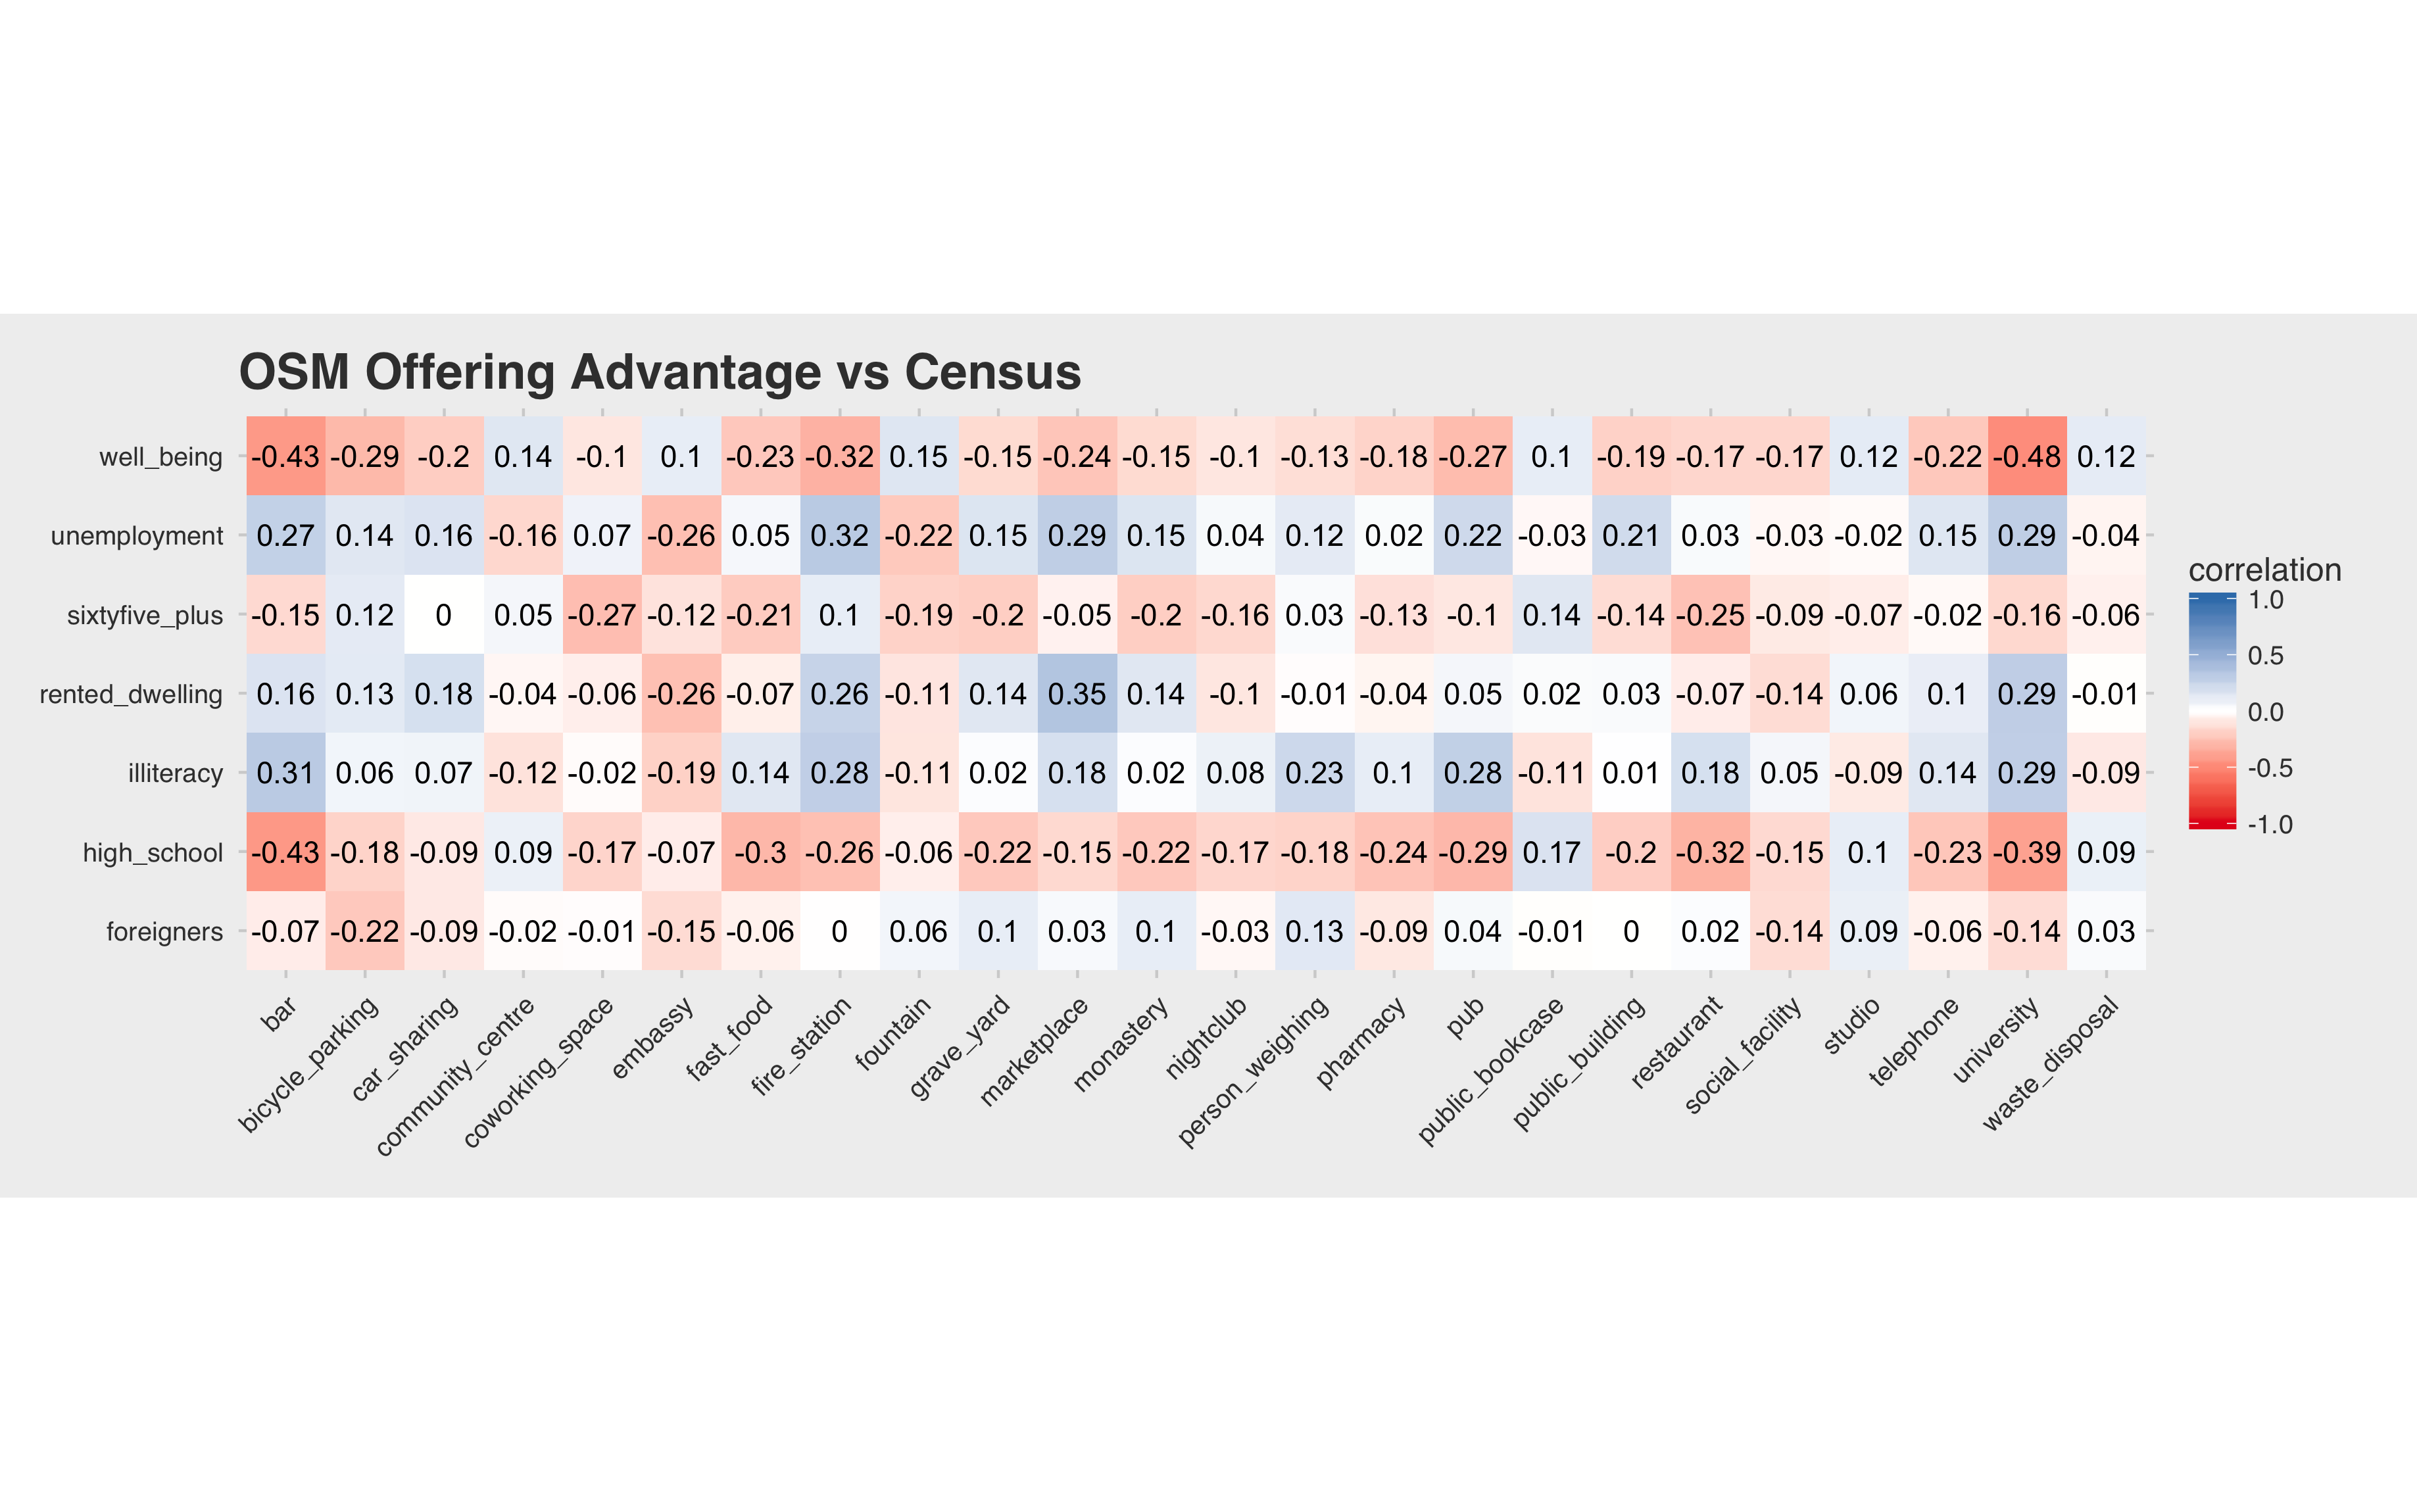 OSM Offering Advantage vs Census
well_being -0.43 -0.29 -0.2 0.14 -0.1 0.1 -0.23 -0.32 0.15 -0.15 -0.24 -0.15 -0.1 -0.13 -0.18 -0.27 0.1 -0.19 -0.17 -0.17 0.12 -0.22 -0.48 0.12
unemployment 0.27 0.14 0.16 -0.16 0.07 -0.26 0.05 0.32 -0.22 0.15 0.29 0.15 0.04 0.12 0.02 0.22 -0.03 0.21 0.03 -0.03 -0.02 0.15 0.29 -0.04
sixtyfive_plus -0.15 0.12 0 0.05 -0.27 -0.12 -0.21 0.1 -0.19 -0.2 -0.05 -0.2 -0.16 0.03 -0.13 -0.1 0.14 -0.14 -0.25 -0.09 -0.07 -0.02 -0.16 -0.06
rented_dwelling 0.16 0.13 0.18 -0.04 -0.06 -0.26 -0.07 0.26 -0.11 0.14 0.35 0.14 -0.1 -0.01 -0.04 0.05 0.02 0.03 -0.07 -0.14 0.06 0.1 0.29 -0.01
illiteracy 0.31 0.06 0.07 -0.12 -0.02 -0.19 0.14 0.28 -0.11 0.02 0.18 0.02 0.08 0.23 0.1 0.28 -0.11 0.01 0.18 0.05 -0.09 0.14 0.29 -0.09
high_school -0.43 -0.18 -0.09 0.09 -0.17 -0.07 -0.3 -0.26 -0.06 -0.22 -0.15 -0.22 -0.17 -0.18 -0.24 -0.29 0.17 -0.2 -0.32 -0.15 0.1 -0.23 -0.39 0.09
foreigners -0.07 -0.22 -0.09 -0.02 -0.01 -0.15 -0.06 0 0.06 0.1 0.03 0.1 -0.03 0.13 -0.09 0.04 -0.01 0 0.02 -0.14 0.09 -0.06 -0.14 0.03
bar
bicycle_parking
car_sharing
community_centre
coworking_space
embassy
fast_food
fire_station
fountain
grave_yard
marketplace
monastery
nightclub
person_weighing
pharmacy
pub
public_bookcase
public_building
restaurant
social_facility
studio
telephone
university
waste_disposal
correlation
1.0
0.5
0.0
-0.5
-1.0